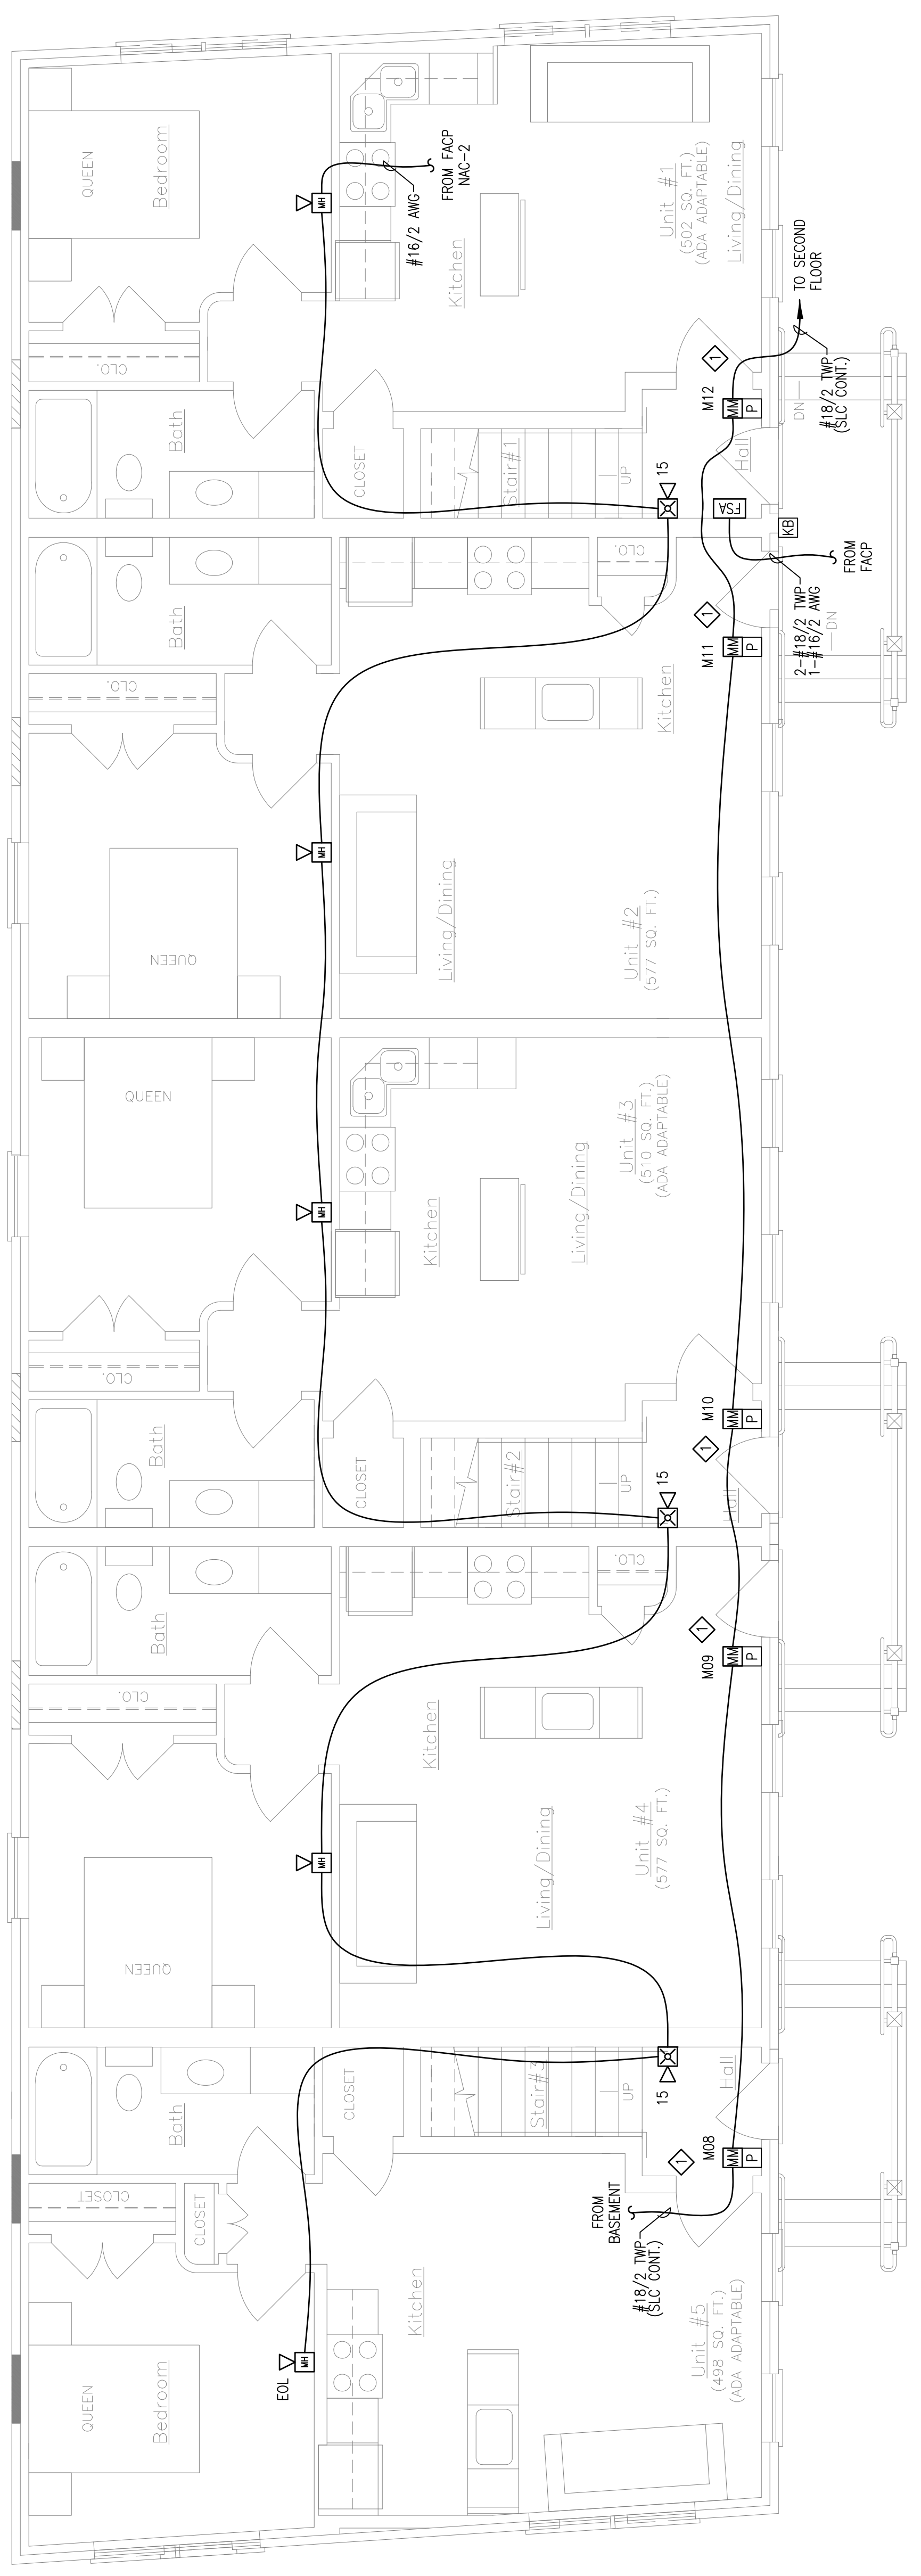 QUEEN
Bedroom
CLO.
Bath
MH
#16/2 AWG
FROM FACP
NAC-2
Kitchen
Unit #1
(502 SQ. FT.)
(ADA ADAPTABLE)
Living/Dining
CLOSET
Stair#1
UP
15
M12
MM
P
1
Hall
DN
TO SECOND
FLOOR
#18/2 TWP
(SLC CONT.)
FSA
KB
FROM
FACP
2-#18/2 TWP
1-#16/2 AWG
DN
Bath
CLO.
CLO.
Kitchen
M11
MM
P
1
QUEEN
MH
Living/Dining
Unit #2
(577 SQ. FT.)
QUEEN
MH
CLO.
Kitchen
Living/Dining
Unit #3
(510 SQ. FT.)
(ADA ADAPTABLE)
Bath
CLOSET
Stair#2
UP
15
M10
MM
P
1
Hall
Bath
CLO.
CLO.
Kitchen
M09
MM
P
1
QUEEN
MH
Living/Dining
Unit #4
(577 SQ. FT.)
Bath
CLOSET
Stair#3
UP
15
Hall
M08
MM
P
1
FROM
BASEMENT
#18/2 TWP
(SLC CONT.)
CLOSET
CLOSET
Kitchen
EOL
MH
QUEEN
Bedroom
Unit #5
(498 SQ. FT.)
(ADA ADAPTABLE)